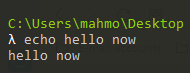 C:\Users\mahmo\Desktop
λ echo hello now
hello now